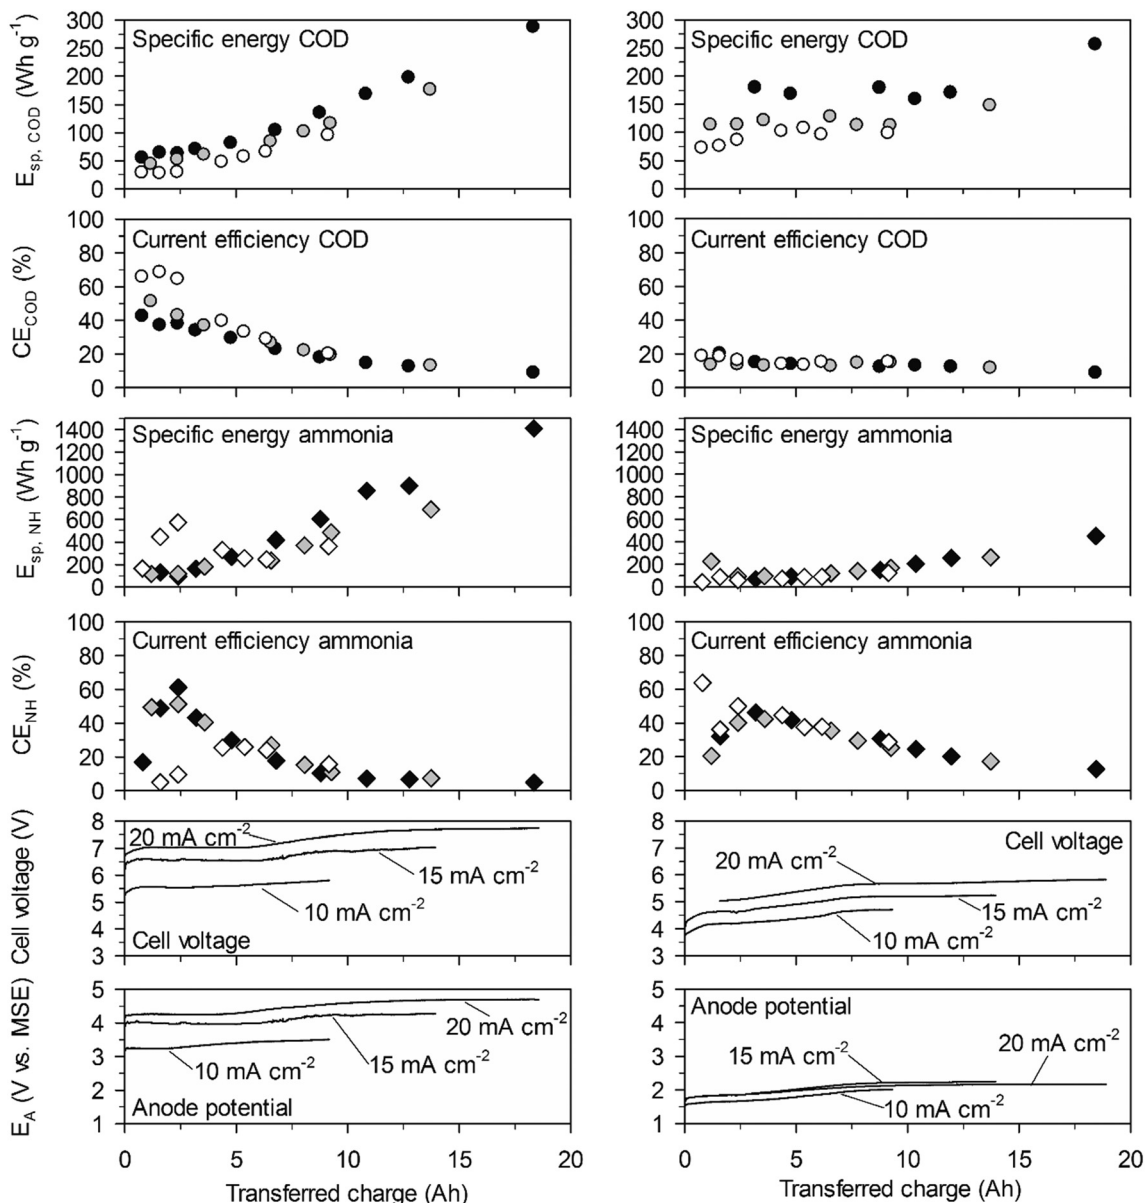 Specific energy COD
E_sp, COD (Wh g⁻¹)
300
250
200
150
100
50
0
Specific energy COD
300
250
200
150
100
50
0
Current efficiency COD
CE_COD (%)
100
80
60
40
20
0
Current efficiency COD
100
80
60
40
20
0
Specific energy ammonia
E_sp, NH (Wh g⁻¹)
1400
1200
1000
800
600
400
200
0
Specific energy ammonia
1400
1200
1000
800
600
400
200
0
Current efficiency ammonia
CE_NH (%)
100
80
60
40
20
0
Current efficiency ammonia
100
80
60
40
20
0
Cell voltage (V)
8
7
6
5
4
3
20 mA cm⁻²
15 mA cm⁻²
10 mA cm⁻²
Cell voltage
8
7
6
5
4
3
Cell voltage
20 mA cm⁻²
15 mA cm⁻²
10 mA cm⁻²
E_A (V vs. MSE)
5
4
3
2
1
20 mA cm⁻²
15 mA cm⁻²
10 mA cm⁻²
Anode potential
0 5 10 15 20
Transferred charge (Ah)
5
4
3
2
1
Anode potential
15 mA cm⁻²
20 mA cm⁻²
10 mA cm⁻²
0 5 10 15 20
Transferred charge (Ah)